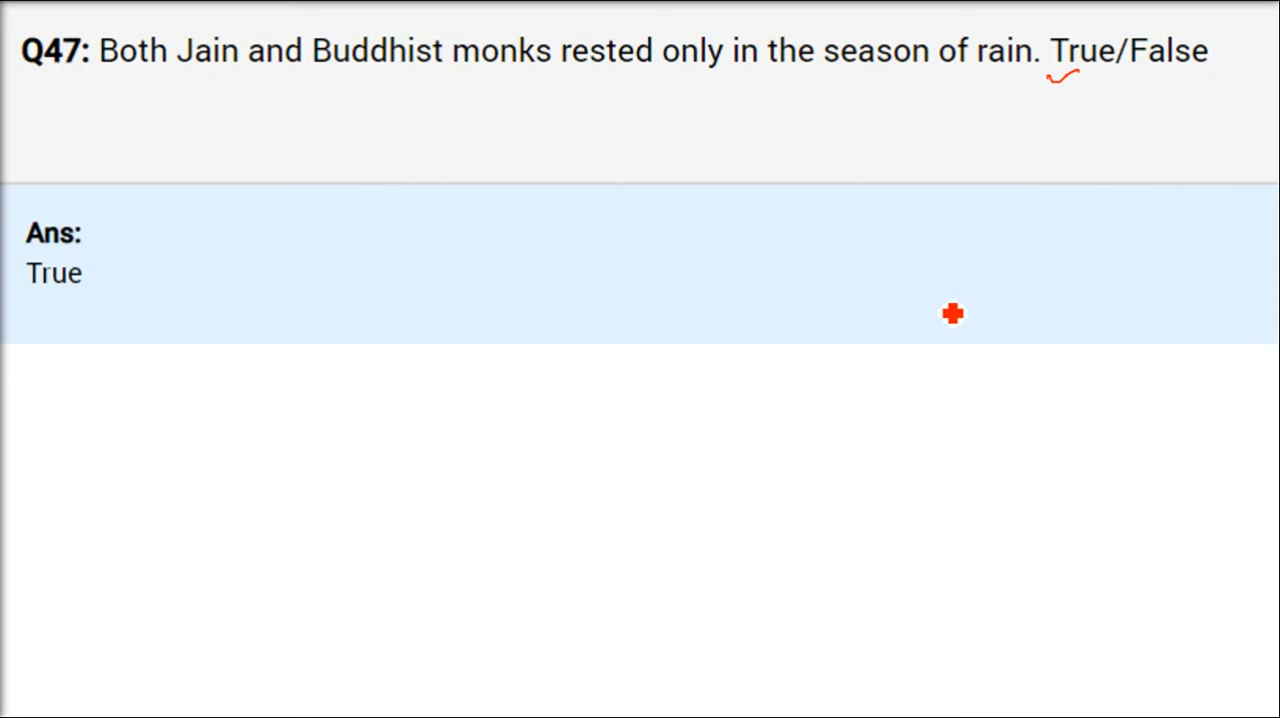 Q47: Both Jain and Buddhist monks rested only in the season of rain. True/False
Ans:
True